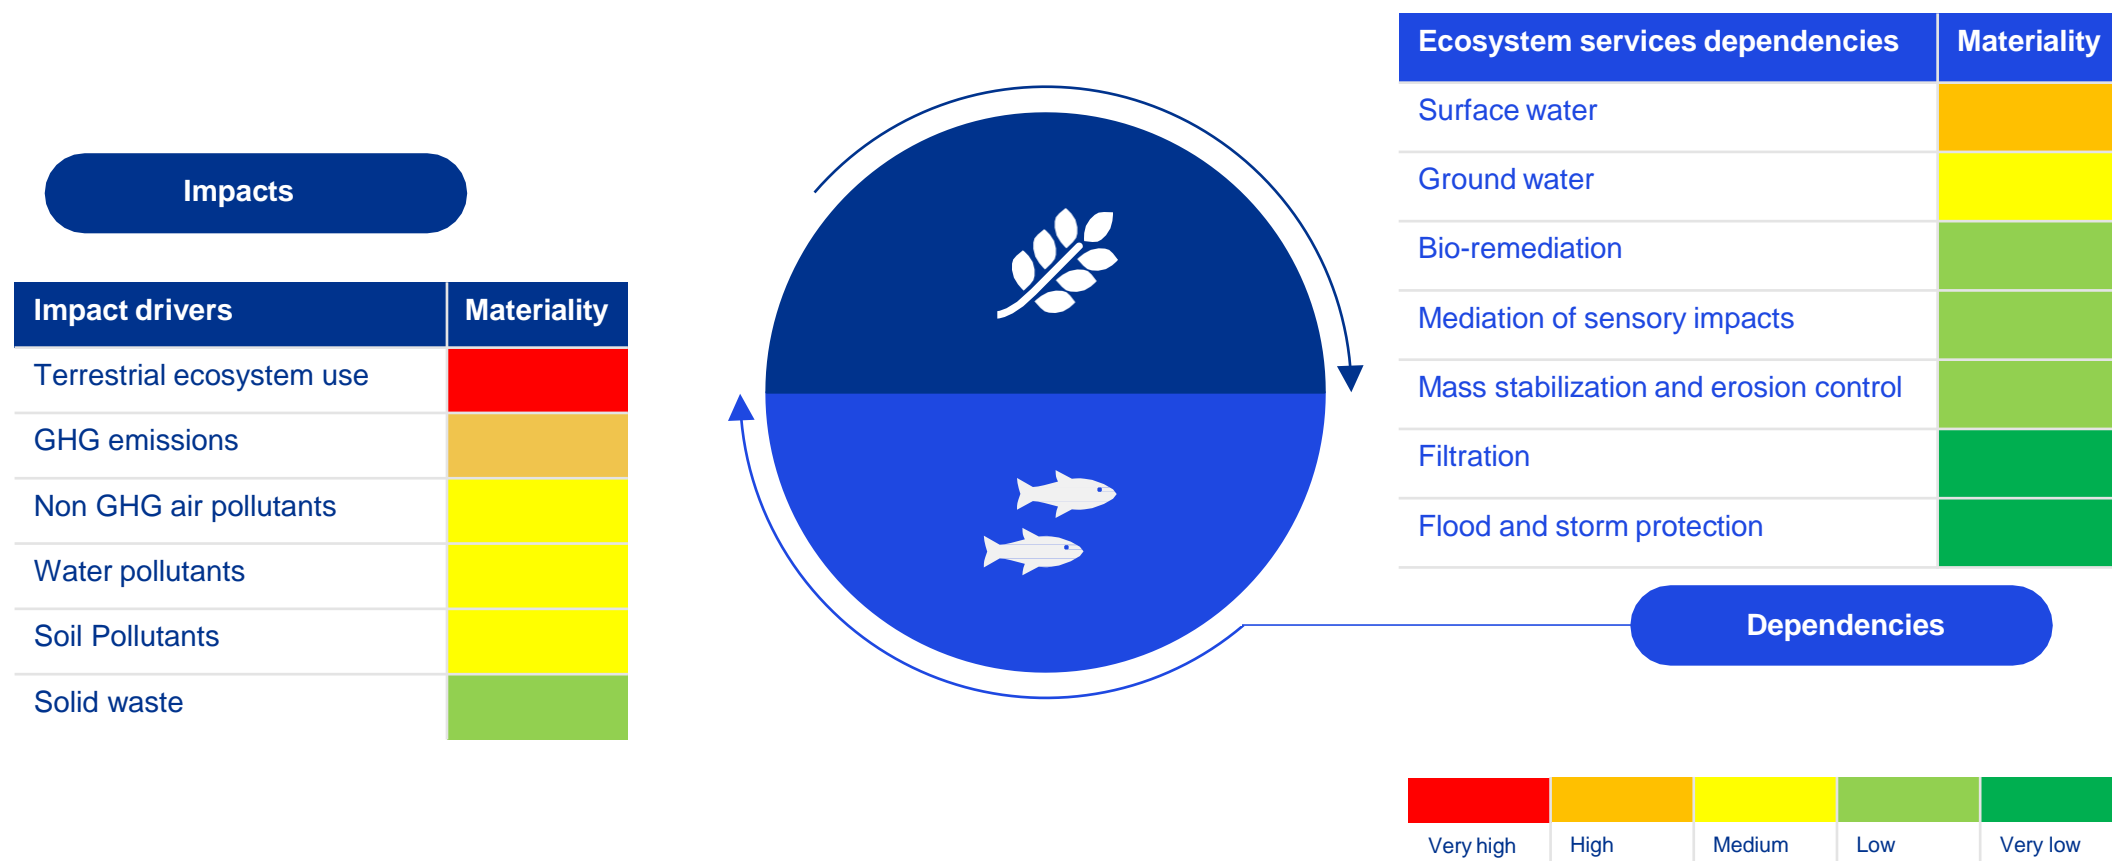 Impacts
Impact drivers Materiality
Terrestrial ecosystem use
GHG emissions
Non GHG air pollutants
Water pollutants
Soil Pollutants
Solid waste
Ecosystem services dependencies Materiality
Surface water
Ground water
Bio-remediation
Mediation of sensory impacts
Mass stabilization and erosion control
Filtration
Flood and storm protection
Dependencies
Very high High Medium Low Very low